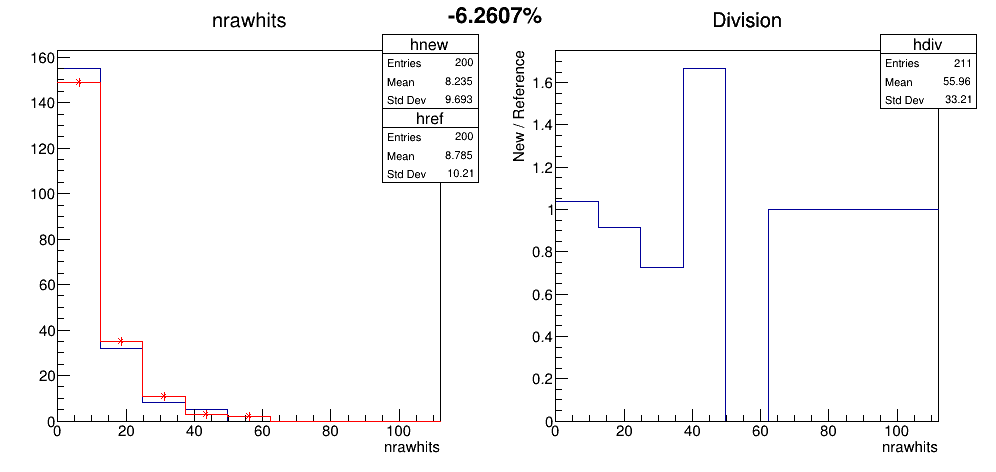 -6.2607%
nrawhits
hnew
Entries 200
Mean 8.235
Std Dev 9.693
href
Entries 200
Mean 8.785
Std Dev 10.21
160
140
120
100
80
60
40
20
0
0 20 40 60 80 100
nrawhits
Division
hdiv
Entries 211
Mean 55.96
Std Dev 33.21
New / Reference
1.6
1.4
1.2
1
0.8
0.6
0.4
0.2
0
0 20 40 60 80 100
nrawhits